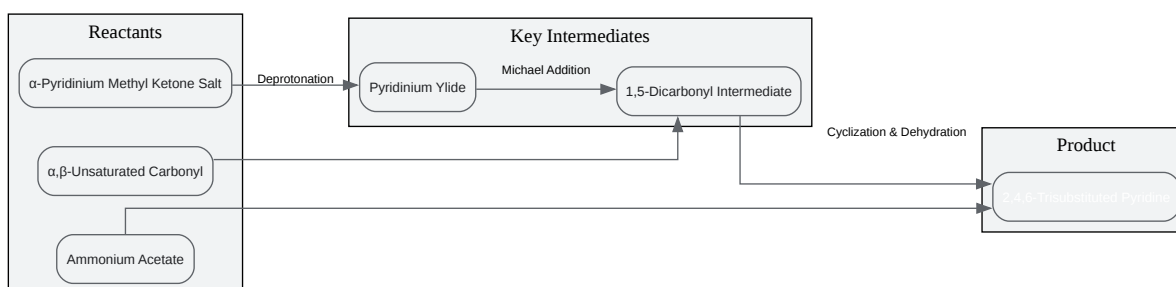 Reactants
Key Intermediates
α-Pyridinium Methyl Ketone Salt
Deprotonation
Pyridinium Ylide
Michael Addition
1,5-Dicarbonyl Intermediate
Cyclization & Dehydration
Product
α,β-Unsaturated Carbonyl
2,4,6-Trisubstituted Pyridine
Ammonium Acetate